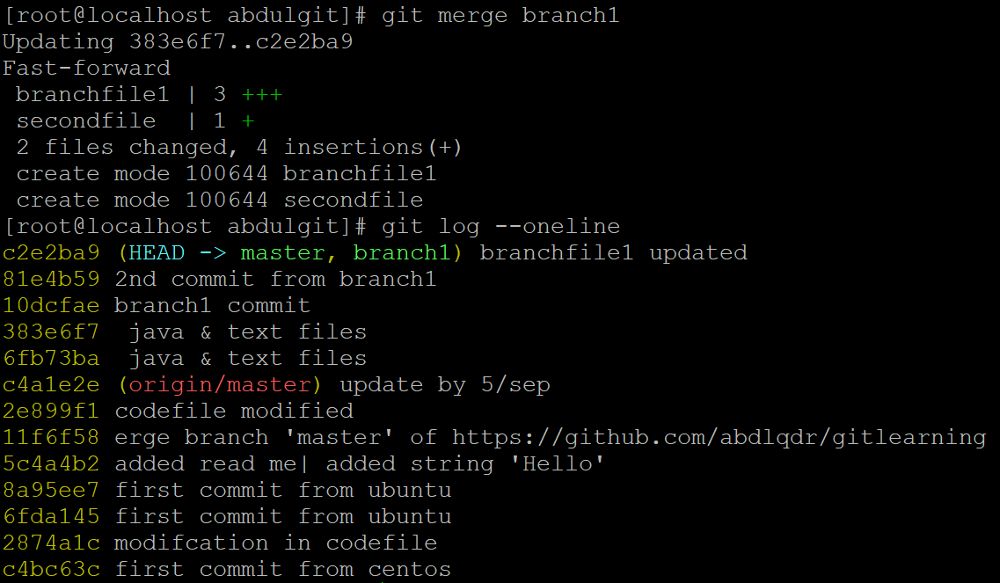 [root@localhost abdulgit]# git merge branch1
Updating 383e6f7..c2e2ba9
Fast-forward
 branchfile1 | 3 +++
 secondfile  | 1 +
 2 files changed, 4 insertions(+)
 create mode 100644 branchfile1
 create mode 100644 secondfile
[root@localhost abdulgit]# git log --oneline
c2e2ba9 (HEAD -> master, branch1) branchfile1 updated
81e4b59 2nd commit from branch1
10dcfae branch1 commit
383e6f7  java & text files
6fb73ba  java & text files
c4a1e2e (origin/master) update by 5/sep
2e899f1 codefile modified
11f6f58 erge branch 'master' of https://github.com/abdlqdr/gitlearning
5c4a4b2 added read me| added string 'Hello'
8a95ee7 first commit from ubuntu
6fda145 first commit from ubuntu
2874a1c modifcation in codefile
c4bc63c first commit from centos